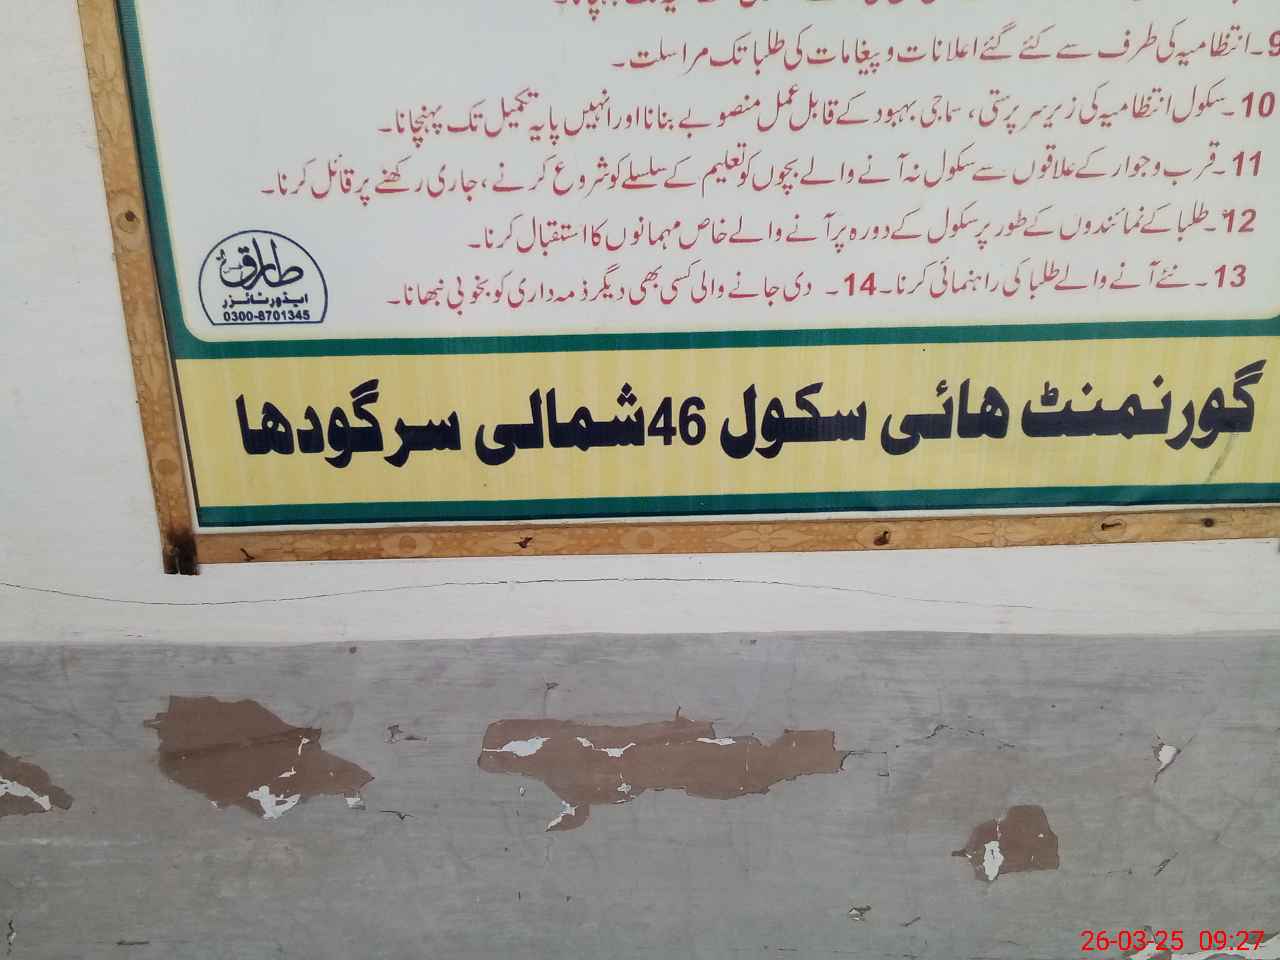 9۔انتظامیہ کی طرف سے کئے گئے اعلانات و پیغامات کی طلبا تک مراسلت۔
10۔سکول انتظامیہ کی زیرِ سرپرستی، سماجی بہبود کے قابل عمل منصوبے بنانا اور انہیں پایہ تکمیل تک پہنچانا۔
11۔قرب و جوار کے علاقوں سے سکول نہ آنے والے بچوں کو تعلیم کے سلسلے کو شروع کرنے، جاری رکھنے پر قائل کرنا۔
12۔طلبا کے نمائندوں کے طور پر سکول کے دورہ پر آنے والے خاص مہمانوں کا استقبال کرنا۔
13۔نئے آنے والے طلبا کی راہنمائی کرنا۔14۔ دی جانے والی کسی بھی دیگر ذمہ داری کو بخوبی نبھانا۔
طارق
ایڈورٹائزر
0300-8701345
گورنمنٹ ھائی سکول 46شمالی سرگودھا
26-03-25 09:27